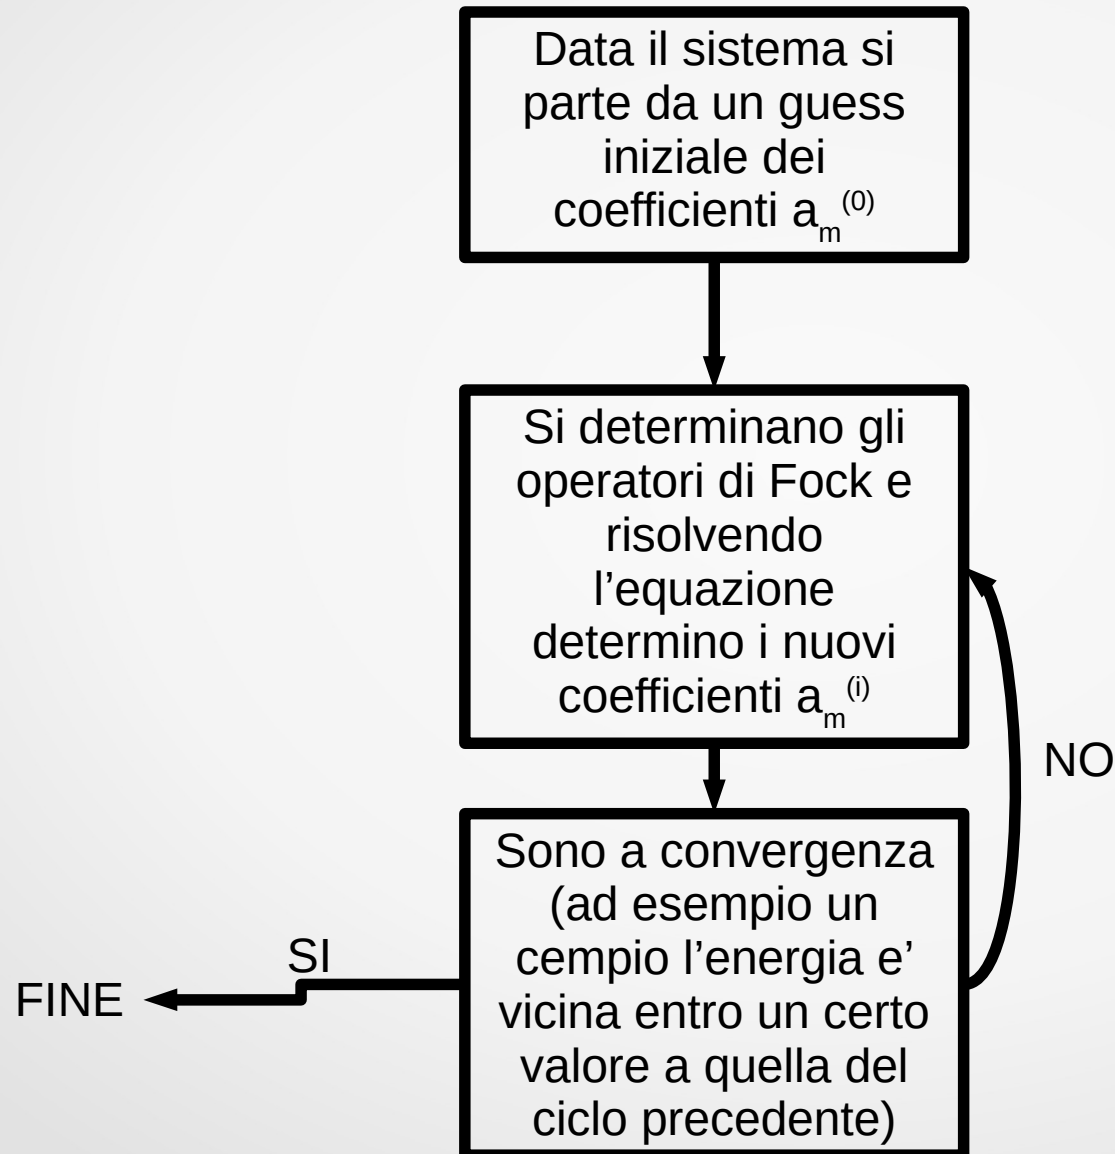 Data il sistema si
parte da un guess
iniziale dei
coefficienti aₘ⁽⁰⁾
Si determinano gli
operatori di Fock e
risolvendo
l’equazione
determino i nuovi
coefficienti aₘ⁽ⁱ⁾
NO
Sono a convergenza
(ad esempio un
cempio l’energia e’
vicina entro un certo
valore a quella del
ciclo precedente)
SI
FINE